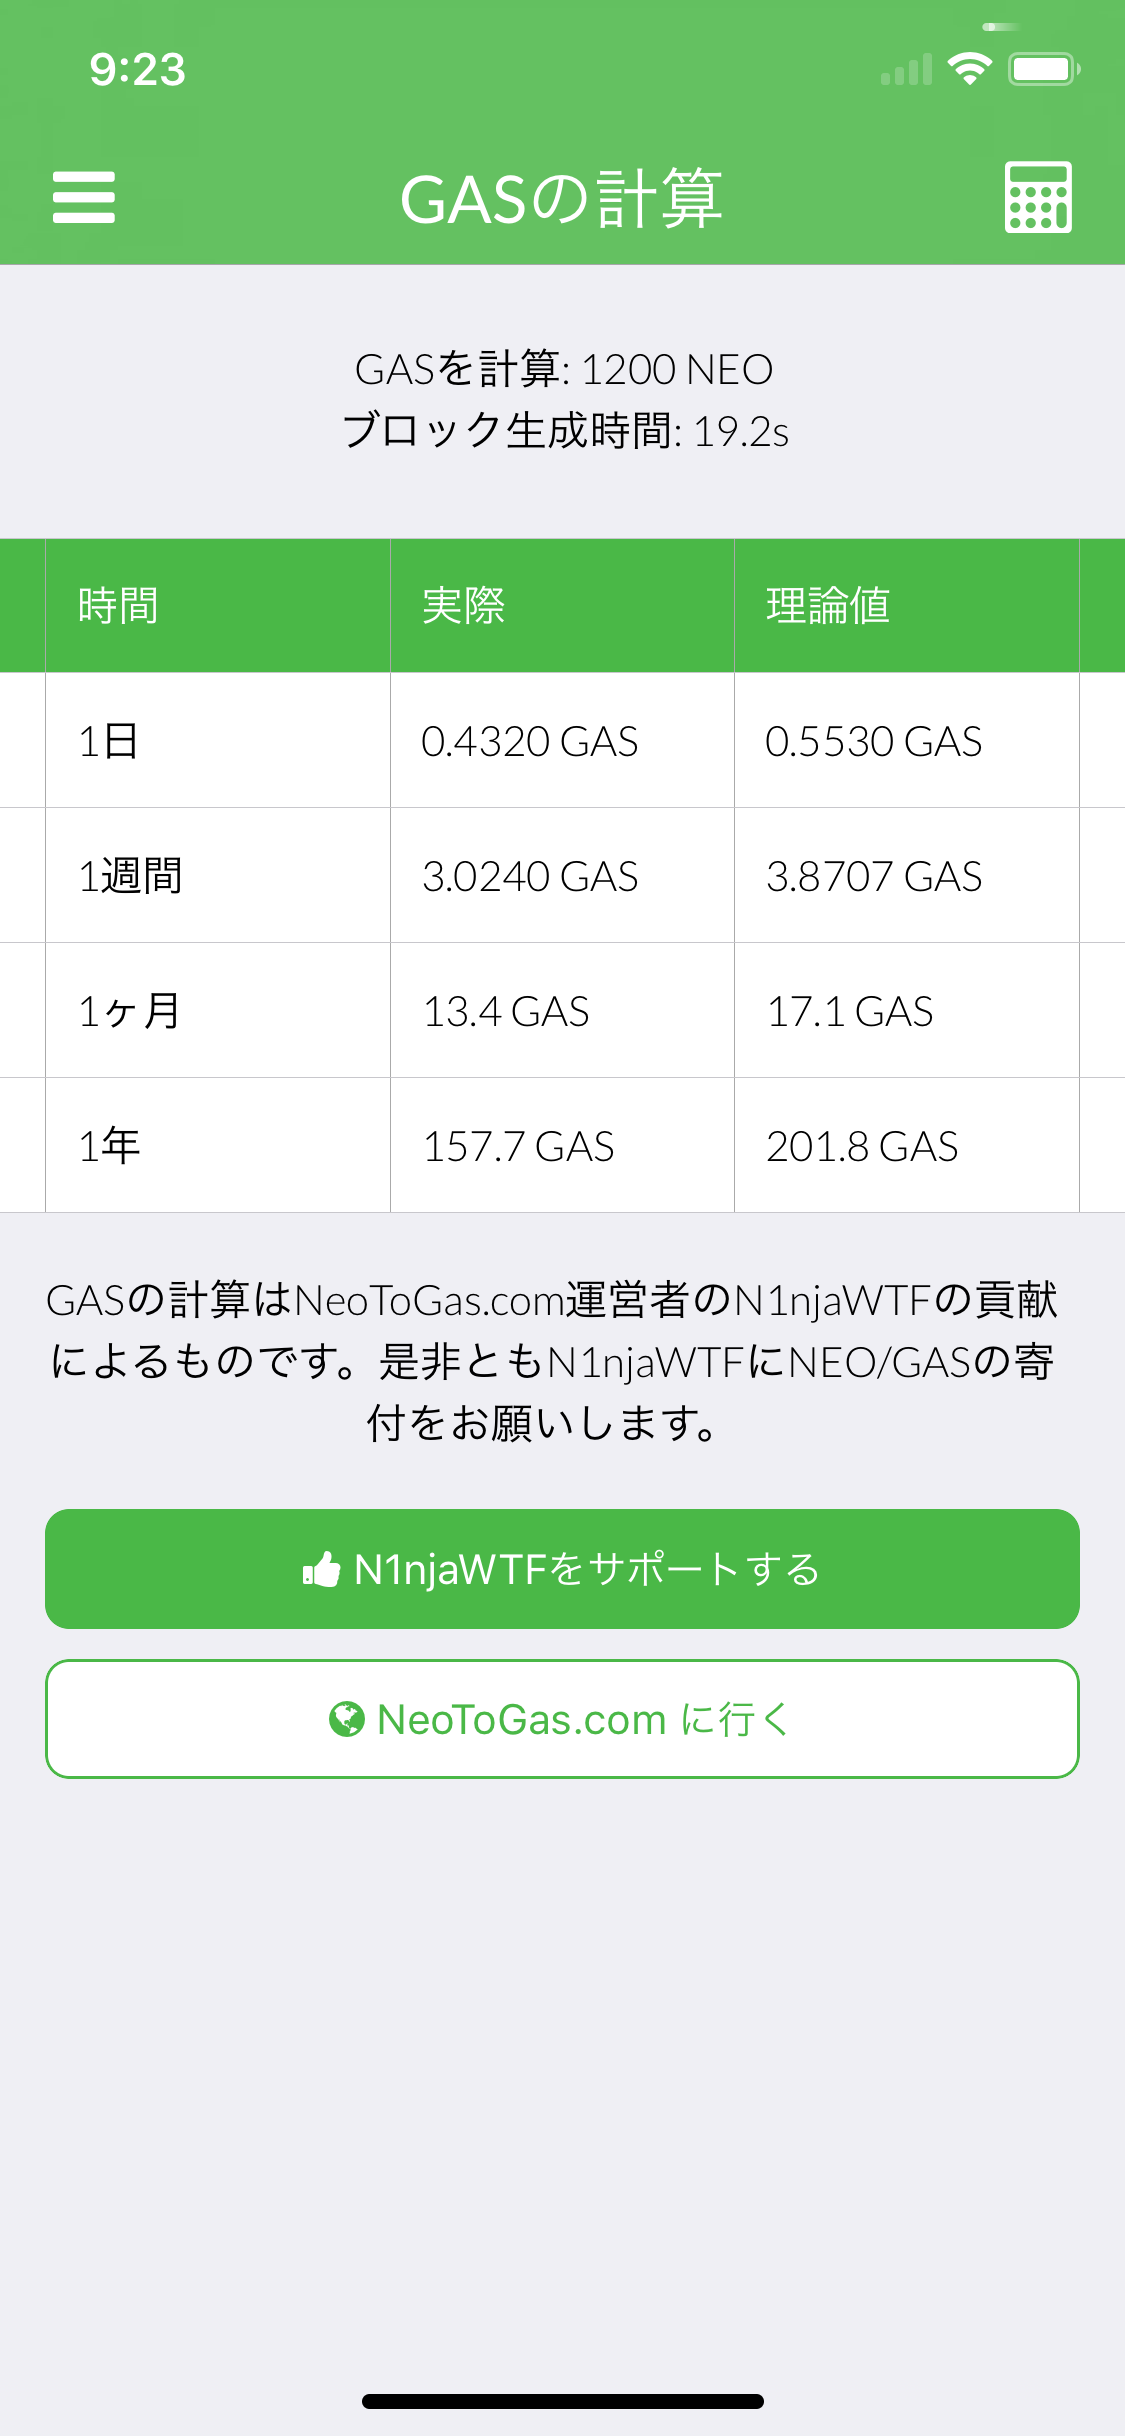 9:23
GASの計算
GASを計算: 1200 NEO
ブロック生成時間: 19.2s
時間 実際 理論値
1日 0.4320 GAS 0.5530 GAS
1週間 3.0240 GAS 3.8707 GAS
1ヶ月 13.4 GAS 17.1 GAS
1年 157.7 GAS 201.8 GAS
GASの計算はNeoToGas.com運営者のN1njaWTFの貢献
によるものです。是非ともN1njaWTFにNEO/GASの寄
付をお願いします。
N1njaWTFをサポートする
NeoToGas.com に行く